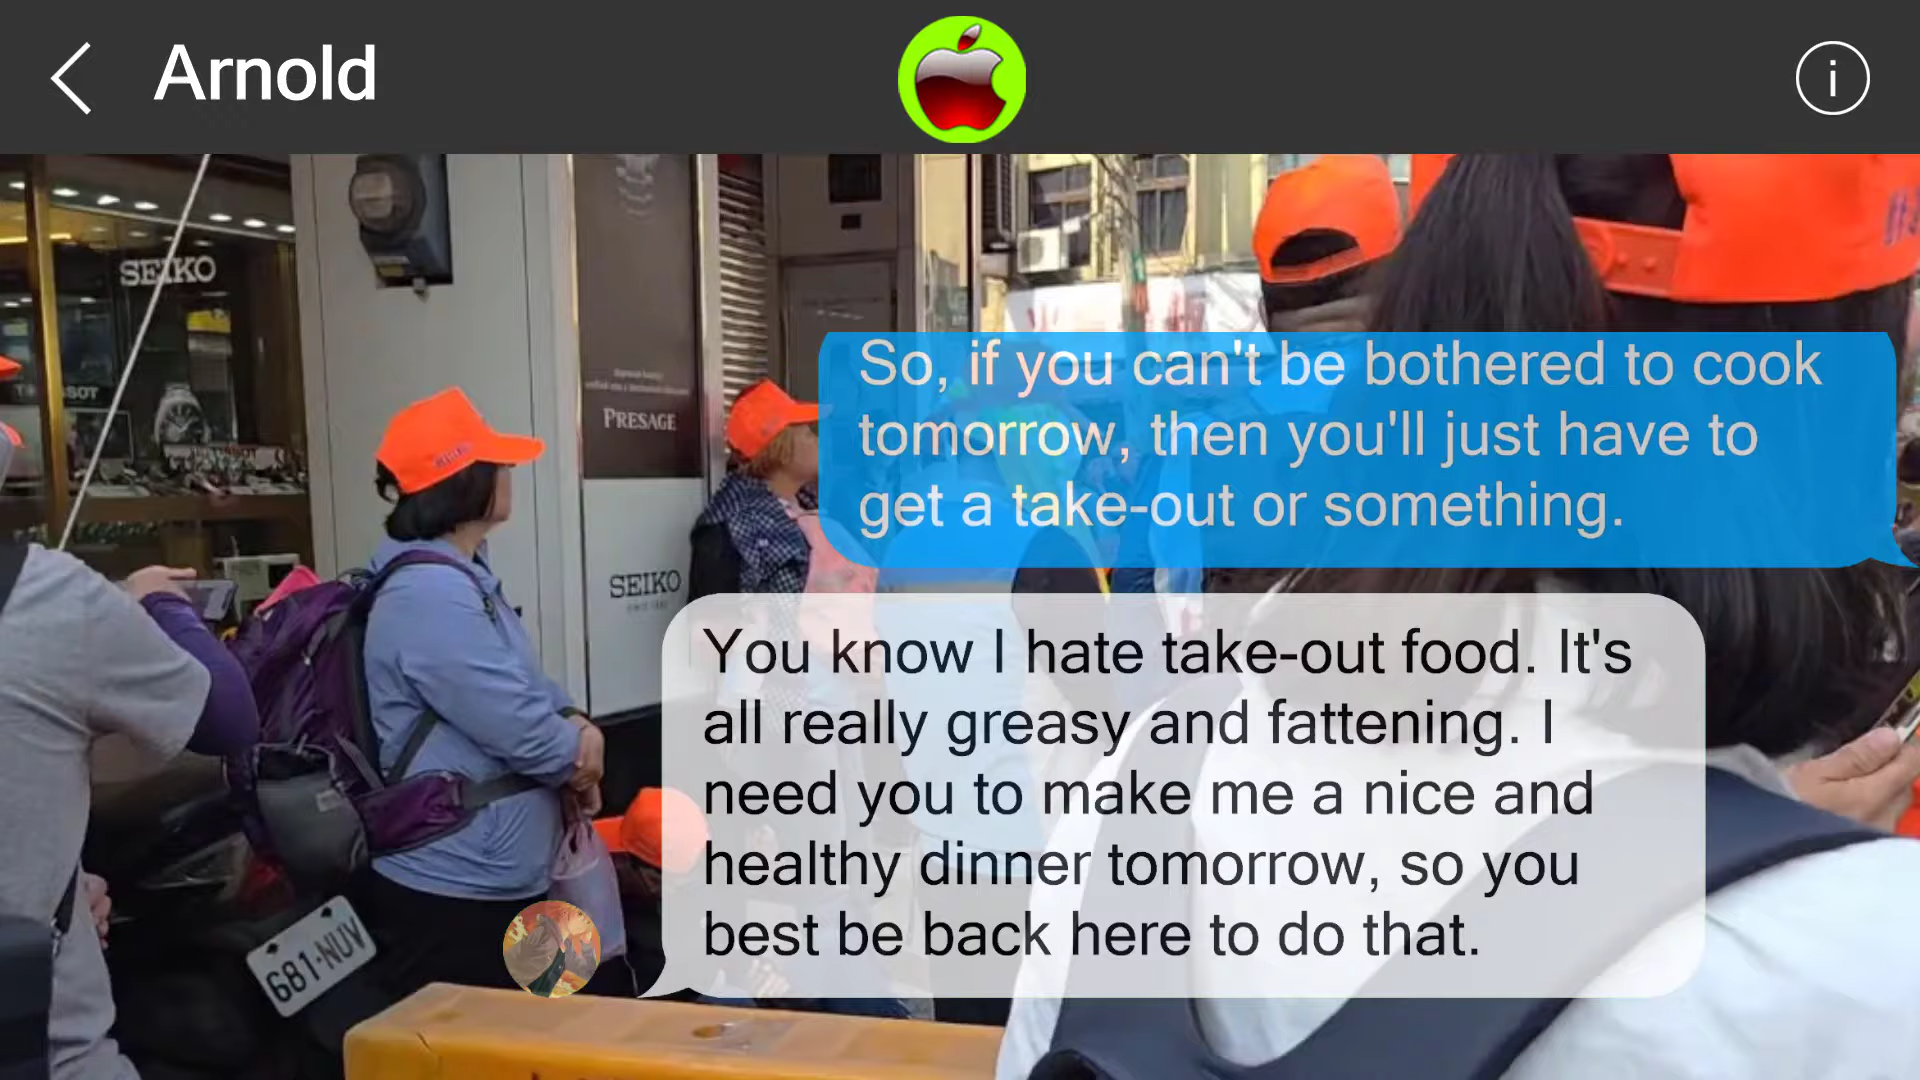 Arnold
i
SEIKO
PRESAGE
SEIKO
So, if you can't be bothered to cook
tomorrow, then you'll just have to
get a take-out or something.
You know I hate take-out food. It's
all really greasy and fattening. I
need you to make me a nice and
healthy dinner tomorrow, so you
best be back here to do that.
681-NUV